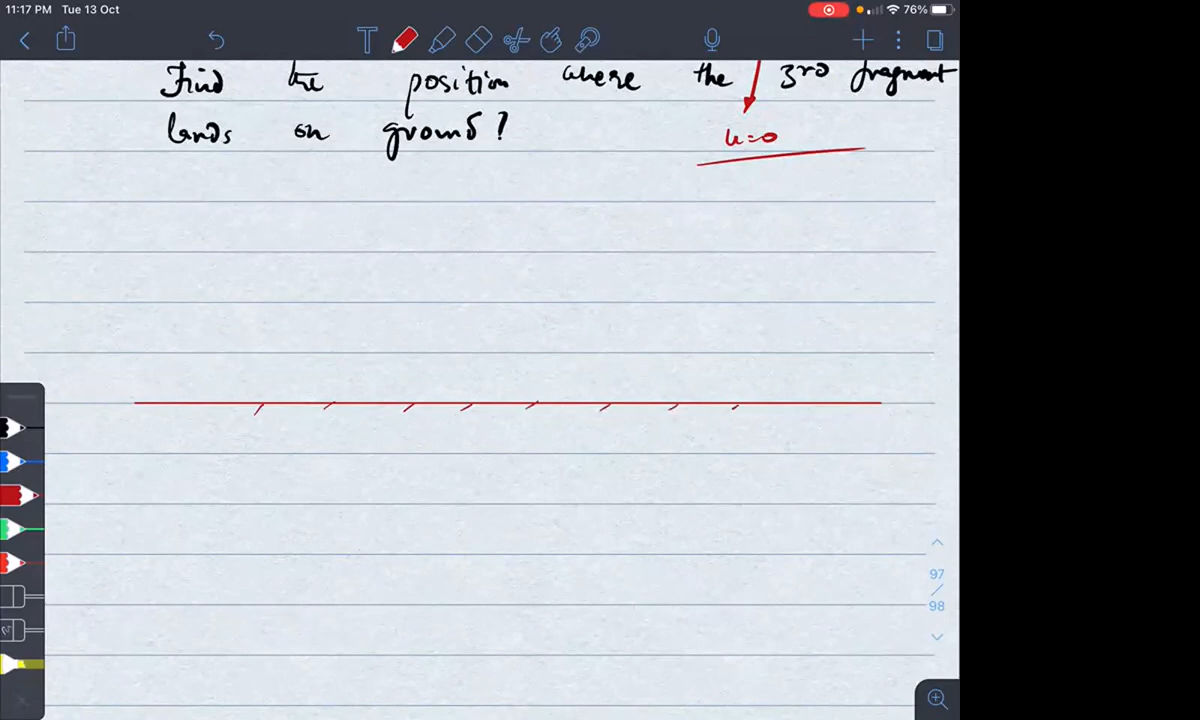 11:17 PM Tue 13 Oct
76%
T
Find the position where the 3rd fragment
lands on ground?
u=0
97
98